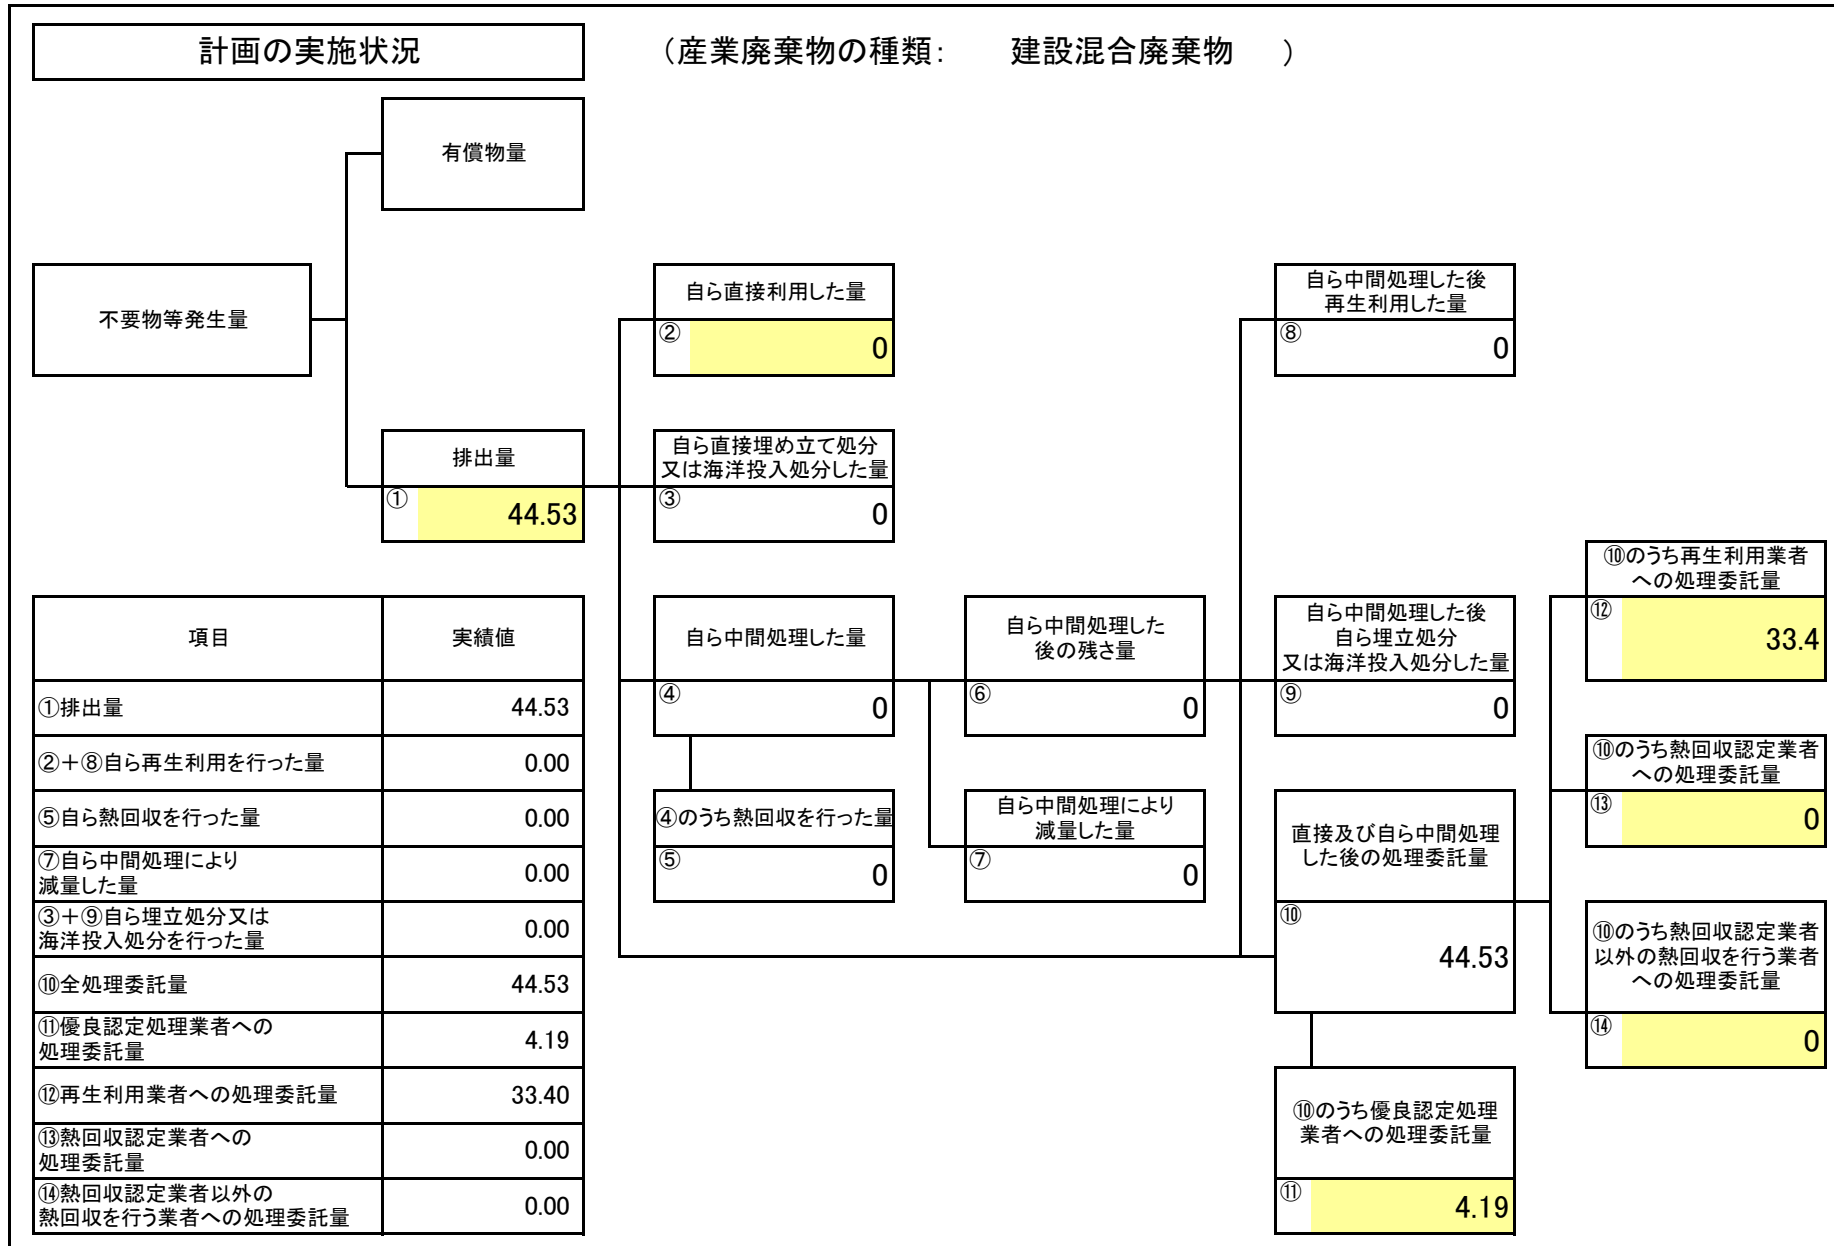 計画の実施状況
（産業廃棄物の種類： 建設混合廃棄物 ）
有償物量
不要物等発生量
自ら直接利用した量
②
0
自ら中間処理した後
再生利用した量
⑧
0
排出量
①
44.53
自ら直接埋め立て処分
又は海洋投入処分した量
③
0
⑩のうち再生利用業者
への処理委託量
⑫
33.4
自ら中間処理した量
④
0
自ら中間処理した
後の残さ量
⑥
0
自ら中間処理した後
自ら埋立処分
又は海洋投入処分した量
⑨
0
⑩のうち熱回収認定業者
への処理委託量
⑬
0
④のうち熱回収を行った量
⑤
0
自ら中間処理により
減量した量
⑦
0
直接及び自ら中間処理
した後の処理委託量
⑩
44.53
⑩のうち熱回収認定業者
以外の熱回収を行う業者
への処理委託量
⑭
0
⑩のうち優良認定処理
業者への処理委託量
⑪
4.19
項目 実績値
①排出量 44.53
②＋⑧自ら再生利用を行った量 0.00
⑤自ら熱回収を行った量 0.00
⑦自ら中間処理により
減量した量 0.00
③＋⑨自ら埋立処分又は
海洋投入処分を行った量 0.00
⑩全処理委託量 44.53
⑪優良認定処理業者への
処理委託量 4.19
⑫再生利用業者への処理委託量 33.40
⑬熱回収認定業者への
処理委託量 0.00
⑭熱回収認定業者以外の
熱回収を行う業者への処理委託量 0.00